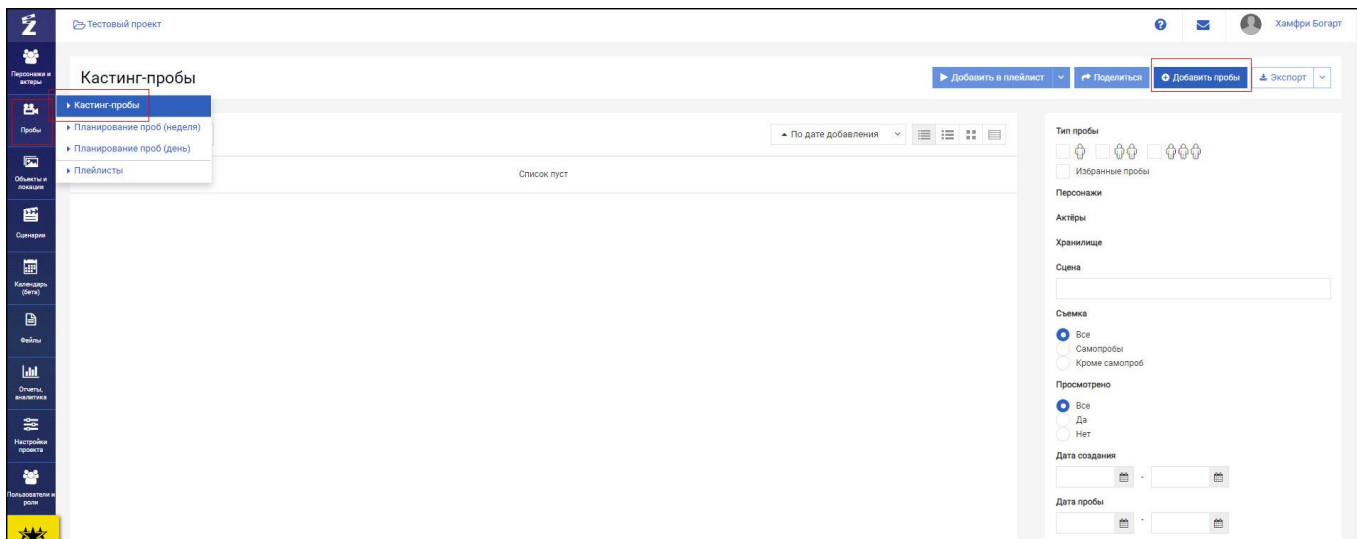 Z
Тестовый проект
Хамфри Богарт
Персонажи и
актеры
Кастинг-пробы
Добавить в плейлист
Поделиться
Добавить пробы
Экспорт
Пробы
Кастинг-пробы
Планирование проб (неделя)
Планирование проб (день)
Плейлисты
По дате добавления
Список пуст
Объекты и
локации
Сценарии
Календарь
(бета)
Файлы
Отчеты,
аналитика
Настройки
проекта
Пользователи и
роли
Тип пробы
Избранные пробы
Персонажи
Актёры
Хранилище
Сцена
Съемка
Все
Самопробы
Кроме самопроб
Просмотрено
Все
Да
Нет
Дата создания
-
Дата пробы
-